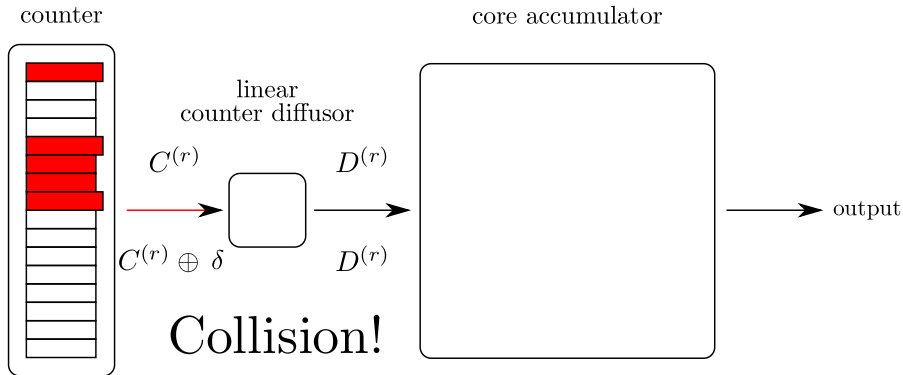 counter
core accumulator
linear
counter diffusor
C^(r)
D^(r)
output
C^(r) ⊕ δ
D^(r)
Collision!